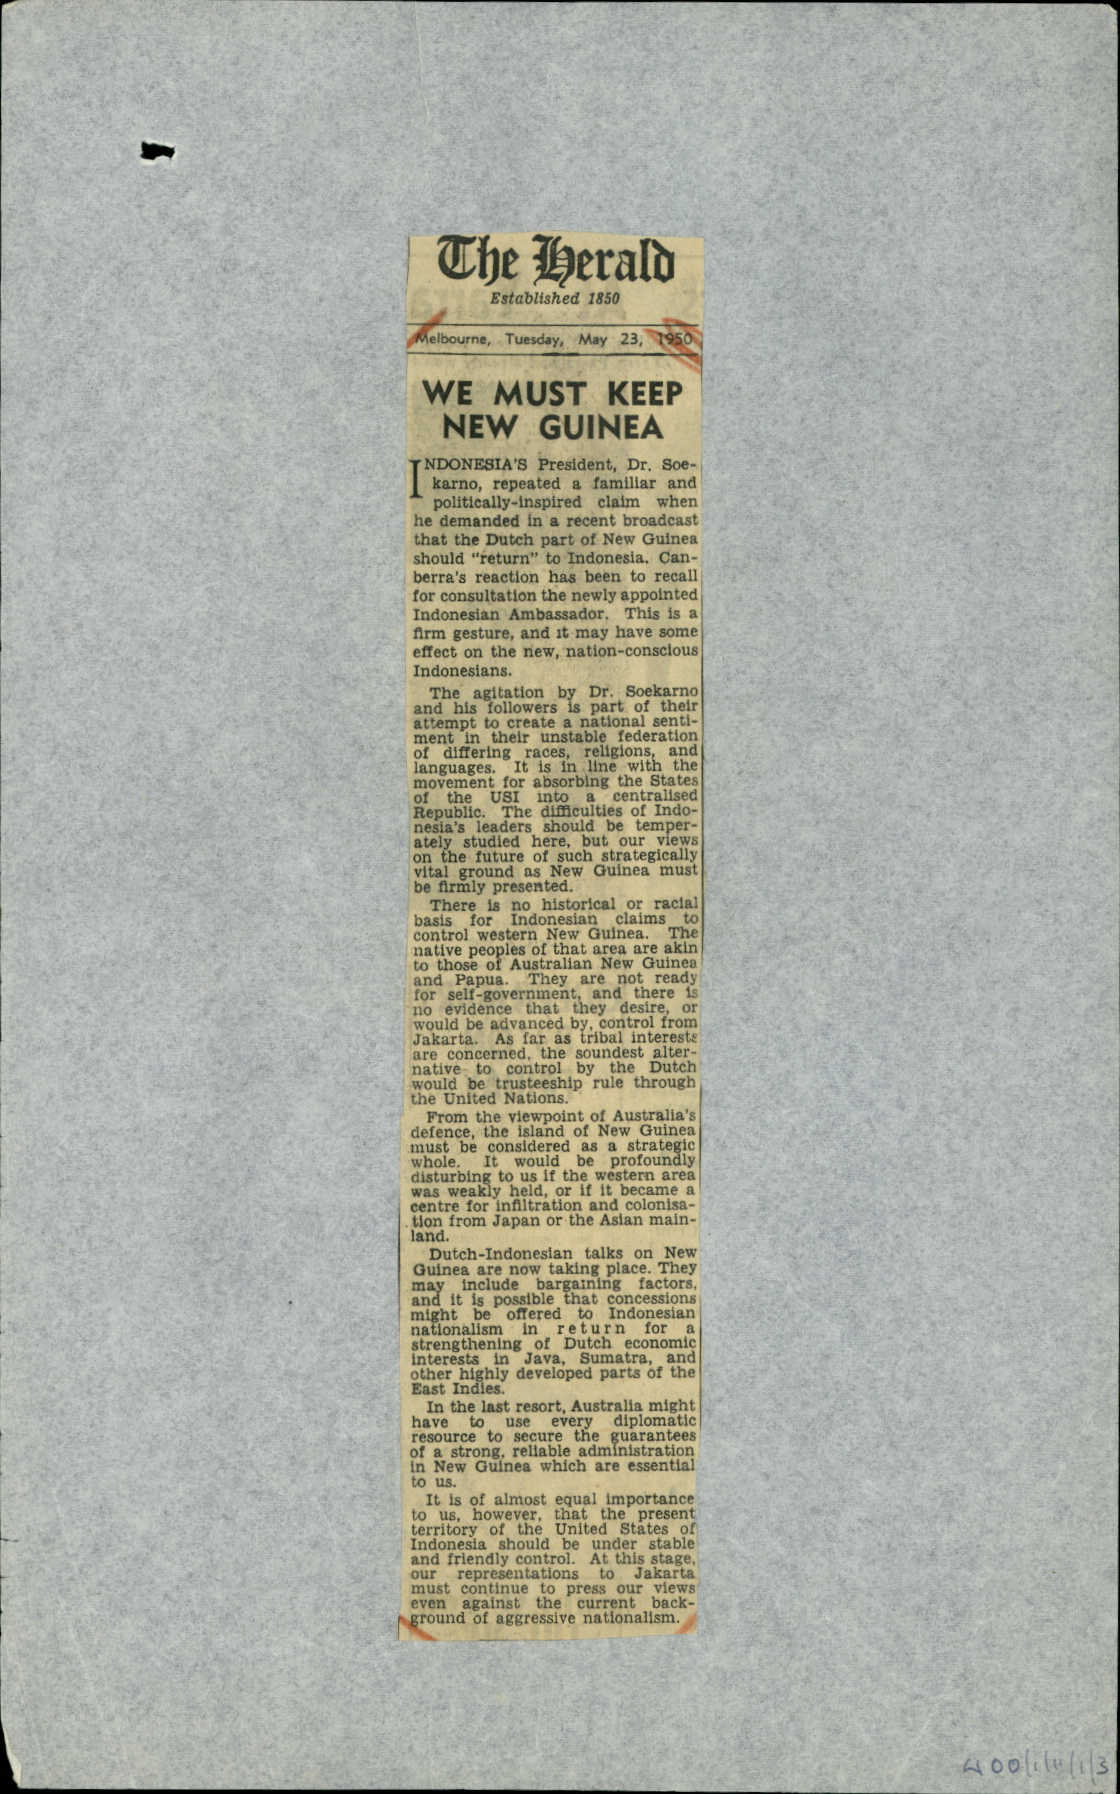 The Herald
Established 1850
Melbourne, Tuesday, May 23, 1950
WE MUST KEEP
NEW GUINEA
INDONESIA'S President, Dr. Soe-
karno, repeated a familiar and
politically-inspired claim when
he demanded in a recent broadcast
that the Dutch part of New Guinea
should "return" to Indonesia. Can-
berra's reaction has been to recall
for consultation the newly appointed
Indonesian Ambassador. This is a
firm gesture, and it may have some
effect on the new, nation-conscious
Indonesians.
The agitation by Dr. Soekarno
and his followers is part of their
attempt to create a national senti-
ment in their unstable federation
of differing races, religions, and
languages. It is in line with the
movement for absorbing the States
of the USI into a centralised
Republic. The difficulties of Indo-
nesia's leaders should be temper-
ately studied here, but our views
on the future of such strategically
vital ground as New Guinea must
be firmly presented.
There is no historical or racial
basis for Indonesian claims to
control western New Guinea. The
native peoples of that area are akin
to those of Australian New Guinea
and Papua. They are not ready
for self-government, and there is
no evidence that they desire, or
would be advanced by, control from
Jakarta. As far as tribal interests
are concerned, the soundest alter-
native to control by the Dutch
would be trusteeship rule through
the United Nations.
From the viewpoint of Australia's
defence, the island of New Guinea
must be considered as a strategic
whole. It would be profoundly
disturbing to us if the western area
was weakly held, or if it became a
centre for infiltration and colonisa-
tion from Japan or the Asian main-
land.
Dutch-Indonesian talks on New
Guinea are now taking place. They
may include bargaining factors,
and it is possible that concessions
might be offered to Indonesian
nationalism in return for a
strengthening of Dutch economic
interests in Java, Sumatra, and
other highly developed parts of the
East Indies.
In the last resort, Australia might
have to use every diplomatic
resource to secure the guarantees
of a strong, reliable administration
in New Guinea which are essential
to us.
It is of almost equal importance
to us, however, that the present
territory of the United States of
Indonesia should be under stable
and friendly control. At this stage,
our representations to Jakarta
must continue to press our views
even against the current back-
ground of aggressive nationalism.